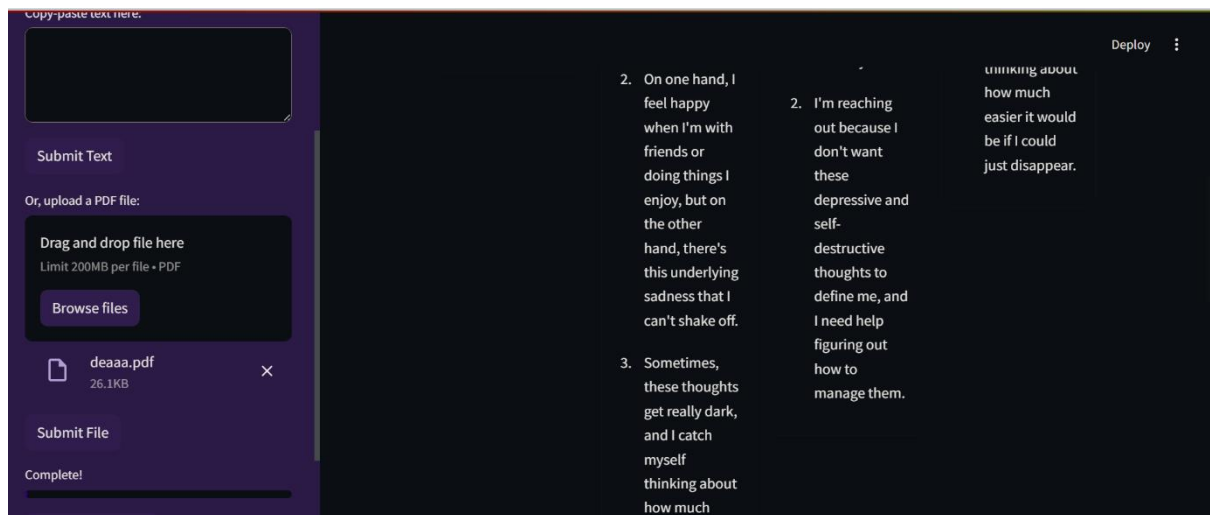 Copy-paste text here:
Submit Text
Or, upload a PDF file:
Drag and drop file here
Limit 200MB per file • PDF
Browse files
deaaa.pdf
26.1KB
Submit File
Complete!
Deploy
2. On one hand, I
feel happy
when I'm with
friends or
doing things I
enjoy, but on
the other
hand, there's
this underlying
sadness that I
can't shake off.
3. Sometimes,
these thoughts
get really dark,
and I catch
myself
thinking about
how much
2. I'm reaching
out because I
don't want
these
depressive and
self-
destructive
thoughts to
define me, and
I need help
figuring out
how to
manage them.
thinking about
how much
easier it would
be if I could
just disappear.